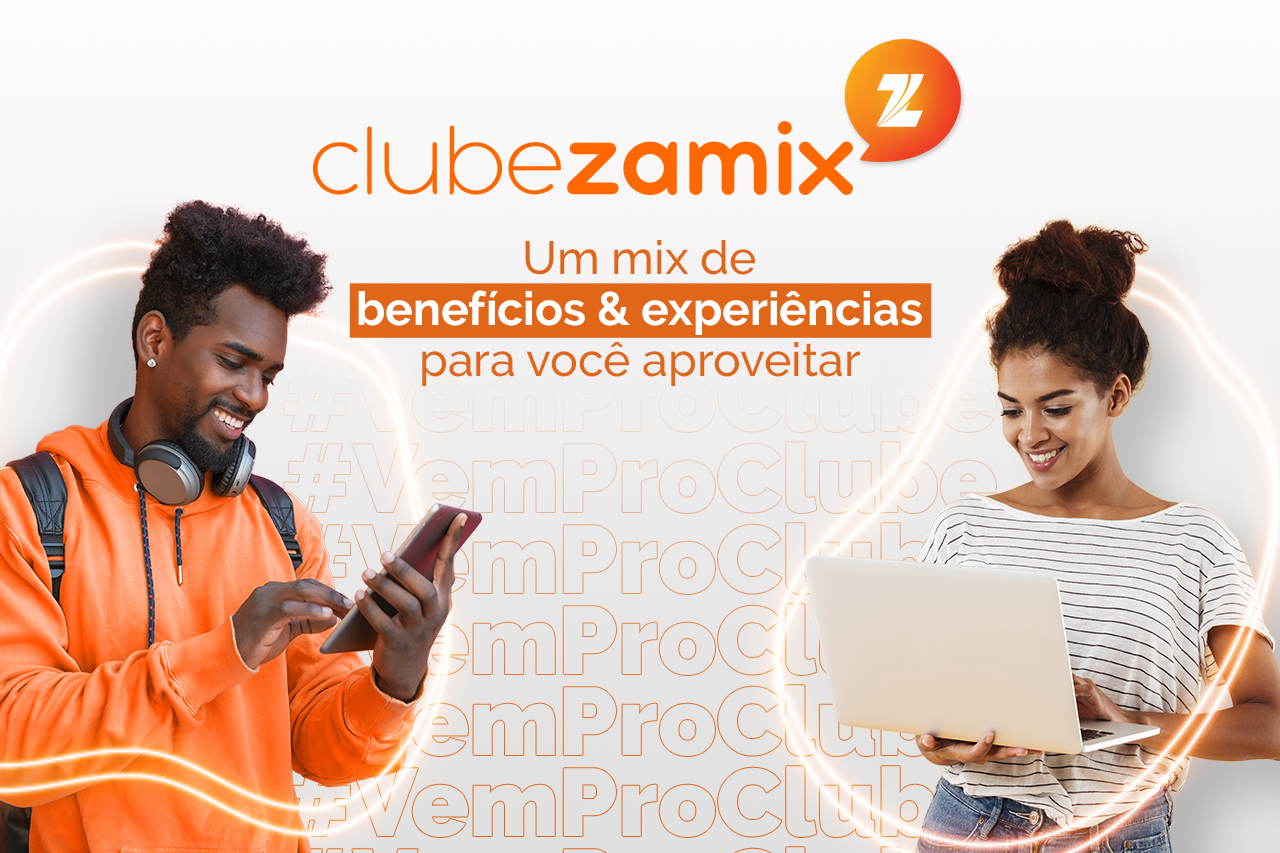 Z
clubezamix
Um mix de
benefícios & experiências
para você aproveitar
#VemProClube
#VemProClube
#VemProClube
#VemProClube
#VemProClube
#VemProClube